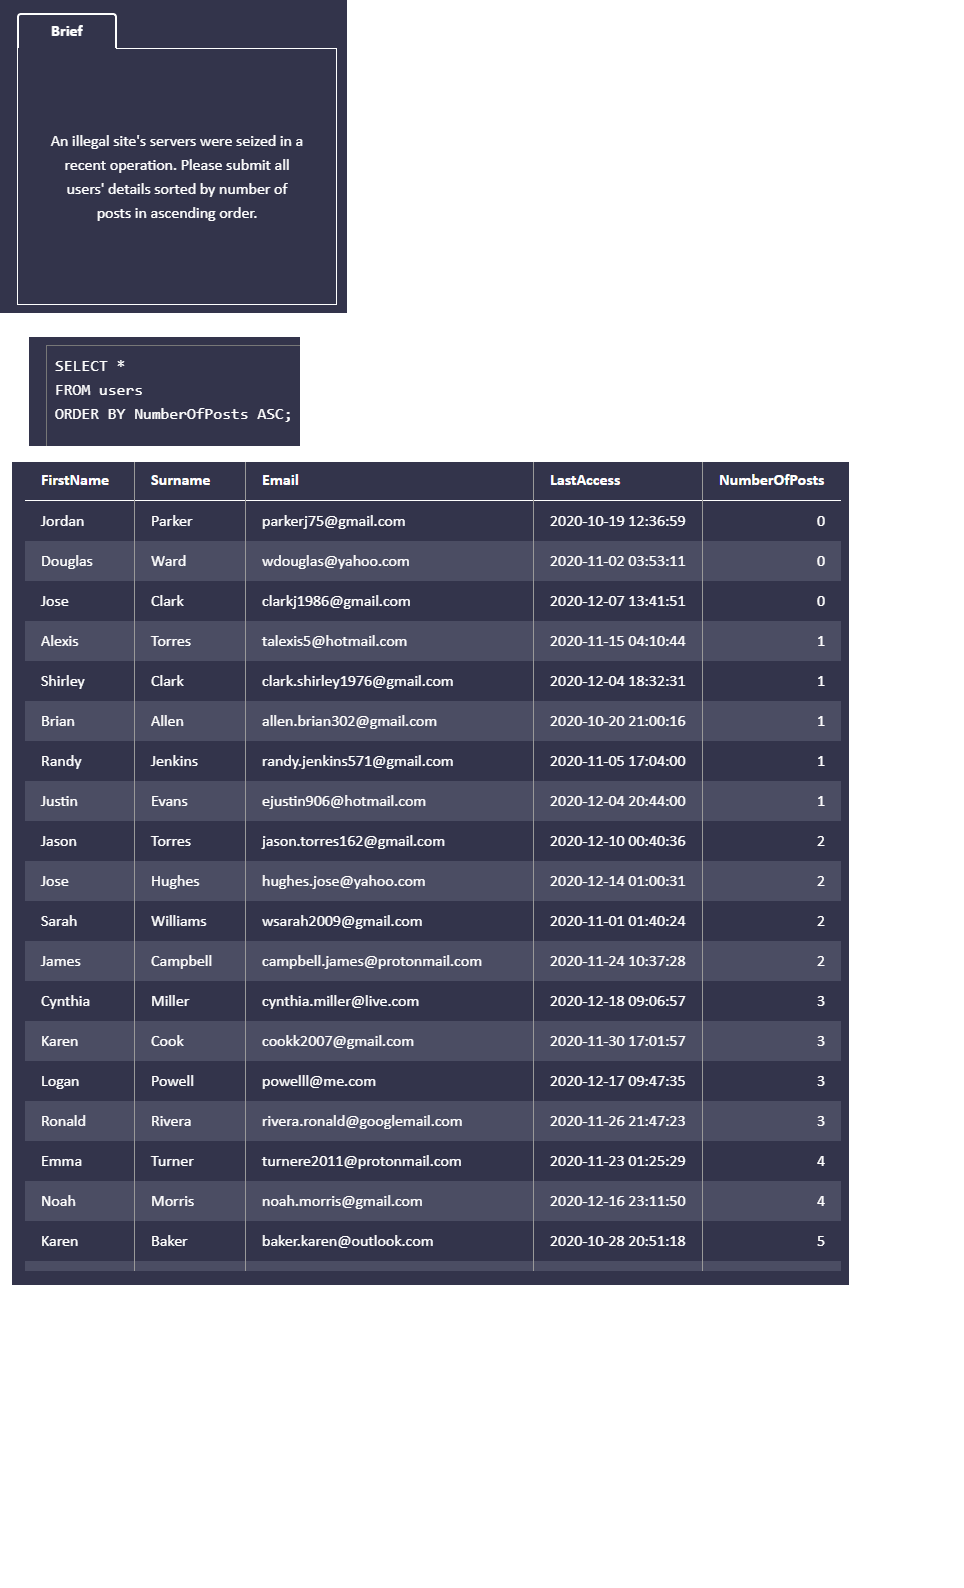 Brief
An illegal site's servers were seized in a
recent operation. Please submit all
users' details sorted by number of
posts in ascending order.
SELECT *
FROM users
ORDER BY NumberOfPosts ASC;
FirstName Surname Email LastAccess NumberOfPosts
Jordan Parker parkerj75@gmail.com 2020-10-19 12:36:59 0
Douglas Ward wdouglas@yahoo.com 2020-11-02 03:53:11 0
Jose Clark clarkj1986@gmail.com 2020-12-07 13:41:51 0
Alexis Torres talexis5@hotmail.com 2020-11-15 04:10:44 1
Shirley Clark clark.shirley1976@gmail.com 2020-12-04 18:32:31 1
Brian Allen allen.brian302@gmail.com 2020-10-20 21:00:16 1
Randy Jenkins randy.jenkins571@gmail.com 2020-11-05 17:04:00 1
Justin Evans ejustin906@hotmail.com 2020-12-04 20:44:00 1
Jason Torres jason.torres162@gmail.com 2020-12-10 00:40:36 2
Jose Hughes hughes.jose@yahoo.com 2020-12-14 01:00:31 2
Sarah Williams wsarah2009@gmail.com 2020-11-01 01:40:24 2
James Campbell campbell.james@protonmail.com 2020-11-24 10:37:28 2
Cynthia Miller cynthia.miller@live.com 2020-12-18 09:06:57 3
Karen Cook cookk2007@gmail.com 2020-11-30 17:01:57 3
Logan Powell powelll@me.com 2020-12-17 09:47:35 3
Ronald Rivera rivera.ronald@googlemail.com 2020-11-26 21:47:23 3
Emma Turner turnere2011@protonmail.com 2020-11-23 01:25:29 4
Noah Morris noah.morris@gmail.com 2020-12-16 23:11:50 4
Karen Baker baker.karen@outlook.com 2020-10-28 20:51:18 5